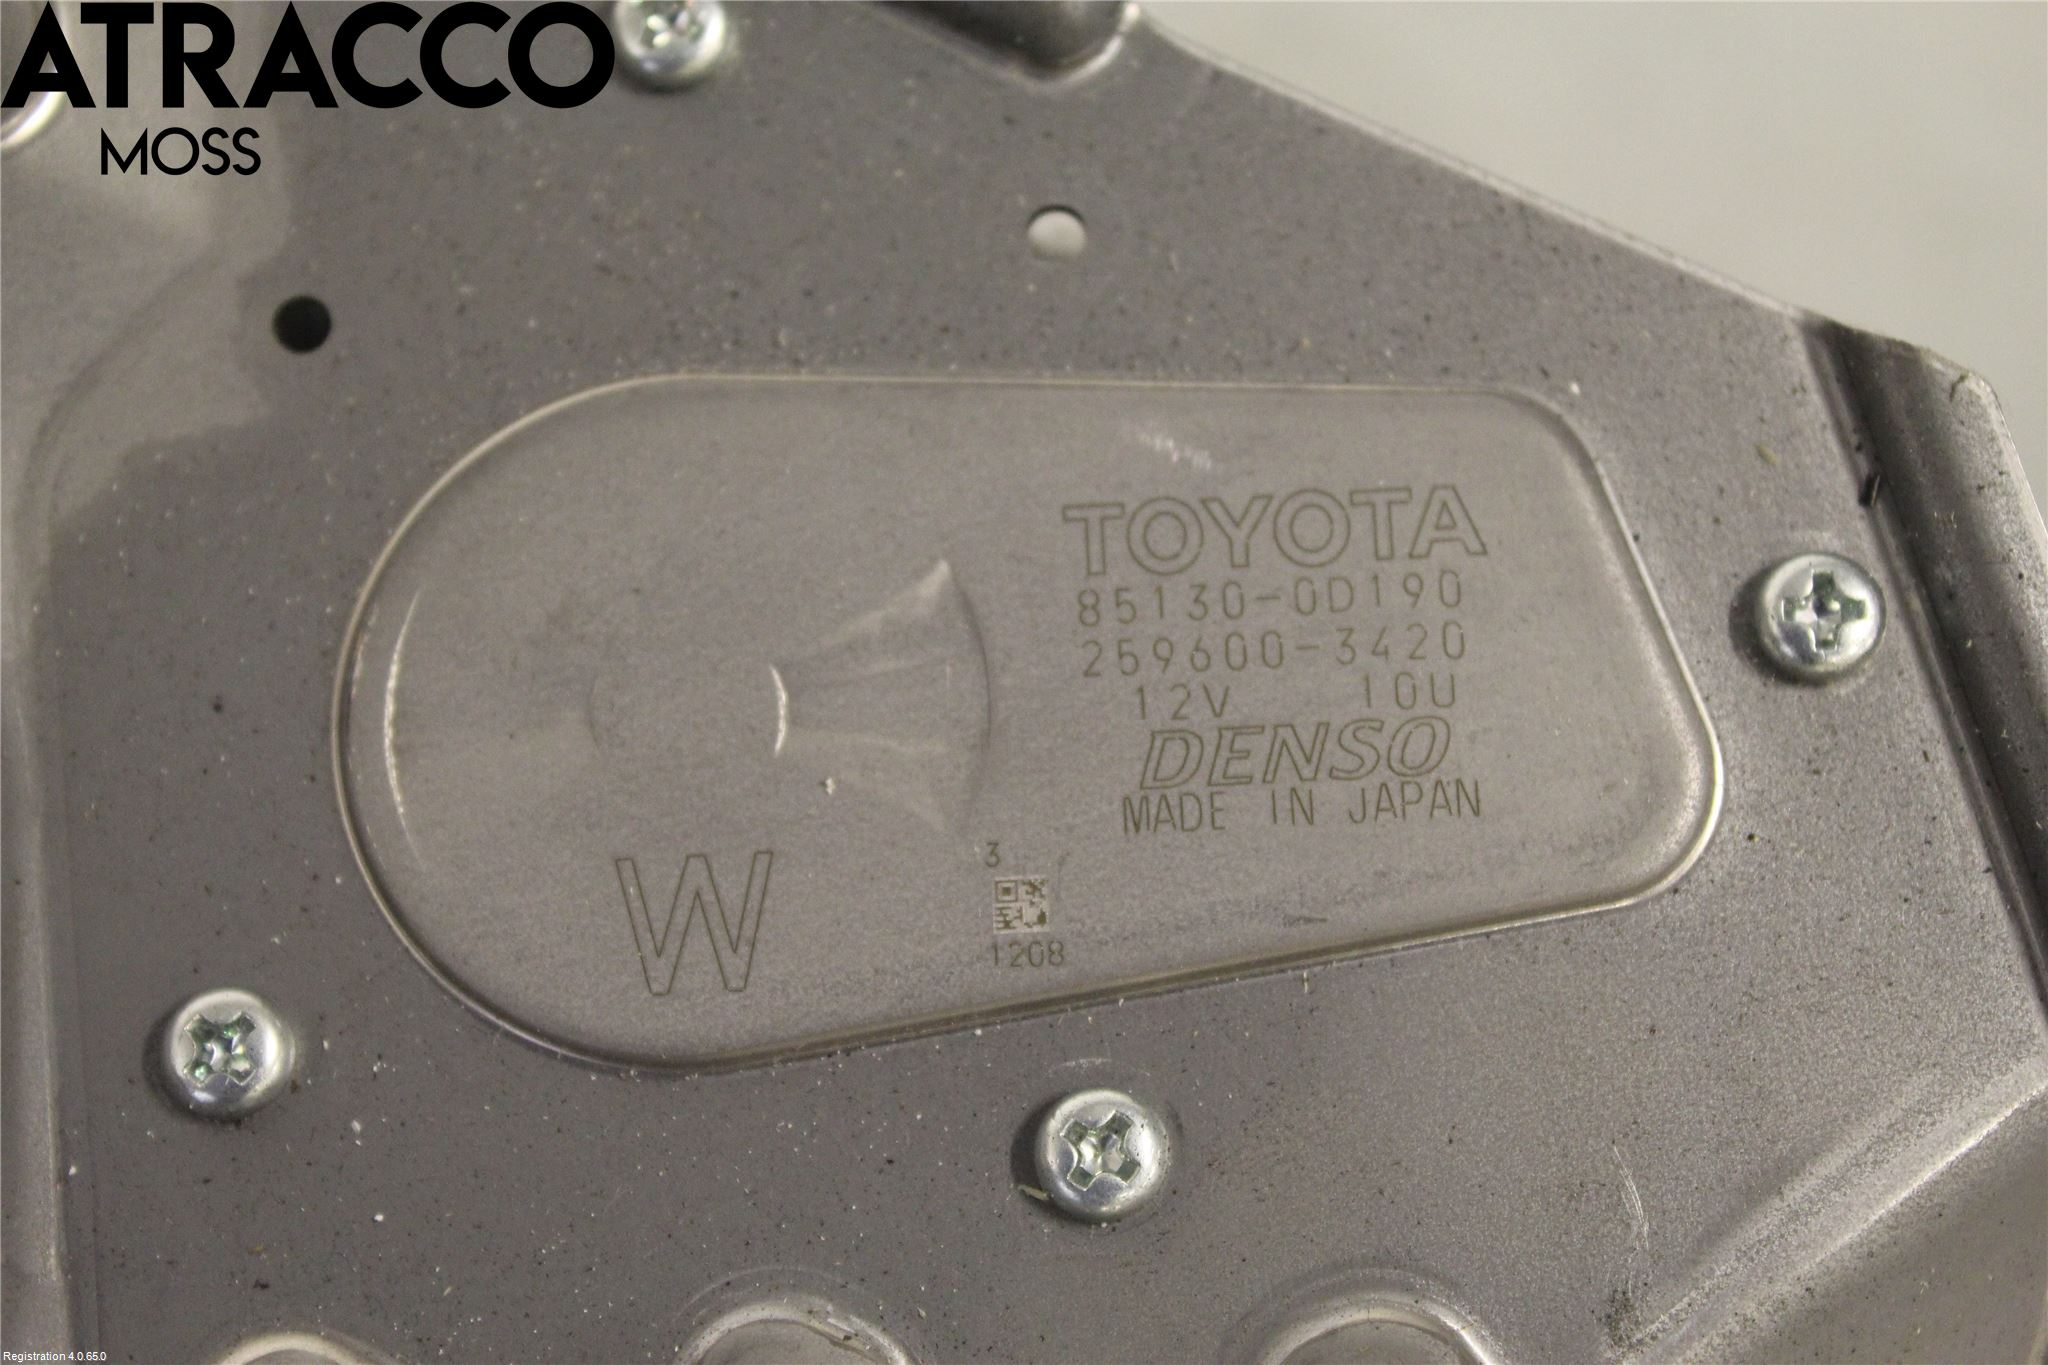 ATRACCO
MOSS
TOYOTA
85130-0D190
259600-3420
12V 10U
DENSO
MADE IN JAPAN
W
3
1208
Registration 4.0.65.0